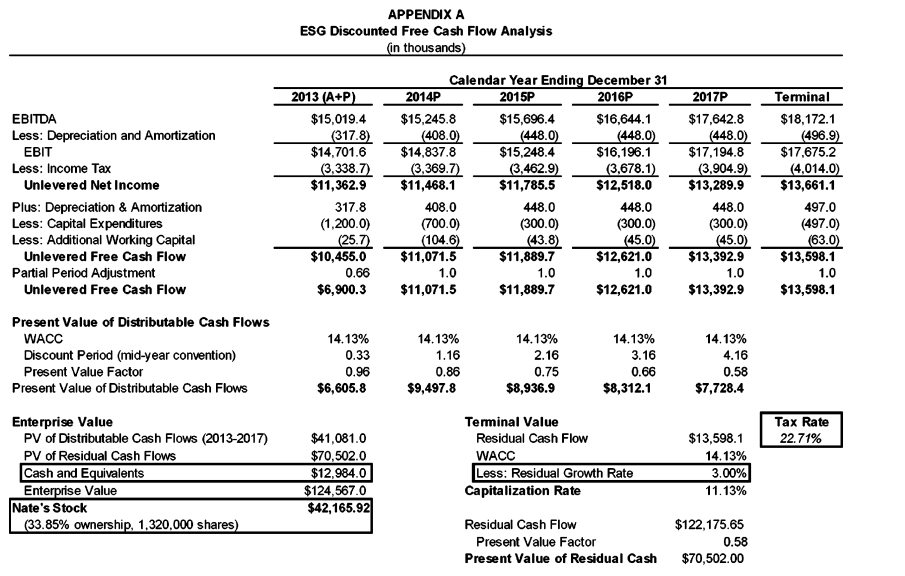 APPENDIX A
ESG Discounted Free Cash Flow Analysis
(in thousands)
Calendar Year Ending December 31
2013 (A+P) 2014P 2015P 2016P 2017P Terminal
EBITDA $15,019.4 $15,245.8 $15,696.4 $16,644.1 $17,642.8 $18,172.1
Less: Depreciation and Amortization (317.8) (408.0) (448.0) (448.0) (448.0) (496.9)
EBIT $14,701.6 $14,837.8 $15,248.4 $16,196.1 $17,194.8 $17,675.2
Less: Income Tax (3,338.7) (3,369.7) (3,462.9) (3,678.1) (3,904.9) (4,014.0)
Unlevered Net Income $11,362.9 $11,468.1 $11,785.5 $12,518.0 $13,289.9 $13,661.1
Plus: Depreciation & Amortization 317.8 408.0 448.0 448.0 448.0 497.0
Less: Capital Expenditures (1,200.0) (700.0) (300.0) (300.0) (300.0) (497.0)
Less: Additional Working Capital (25.7) (104.6) (43.8) (45.0) (45.0) (63.0)
Unlevered Free Cash Flow $10,455.0 $11,071.5 $11,889.7 $12,621.0 $13,392.9 $13,598.1
Partial Period Adjustment 0.66 1.0 1.0 1.0 1.0 1.0
Unlevered Free Cash Flow $6,900.3 $11,071.5 $11,889.7 $12,621.0 $13,392.9 $13,598.1
Present Value of Distributable Cash Flows
WACC 14.13% 14.13% 14.13% 14.13% 14.13%
Discount Period (mid-year convention) 0.33 1.16 2.16 3.16 4.16
Present Value Factor 0.96 0.86 0.75 0.66 0.58
Present Value of Distributable Cash Flows $6,605.8 $9,497.8 $8,936.9 $8,312.1 $7,728.4
Enterprise Value Terminal Value Tax Rate
PV of Distributable Cash Flows (2013-2017) $41,081.0 Residual Cash Flow $13,598.1 22.71%
PV of Residual Cash Flows $70,502.0 WACC 14.13%
Cash and Equivalents $12,984.0 Less: Residual Growth Rate 3.00%
Enterprise Value $124,567.0 Capitalization Rate 11.13%
Nate's Stock $42,165.92
(33.85% ownership, 1,320,000 shares) Residual Cash Flow $122,175.65
Present Value Factor 0.58
Present Value of Residual Cash $70,502.00